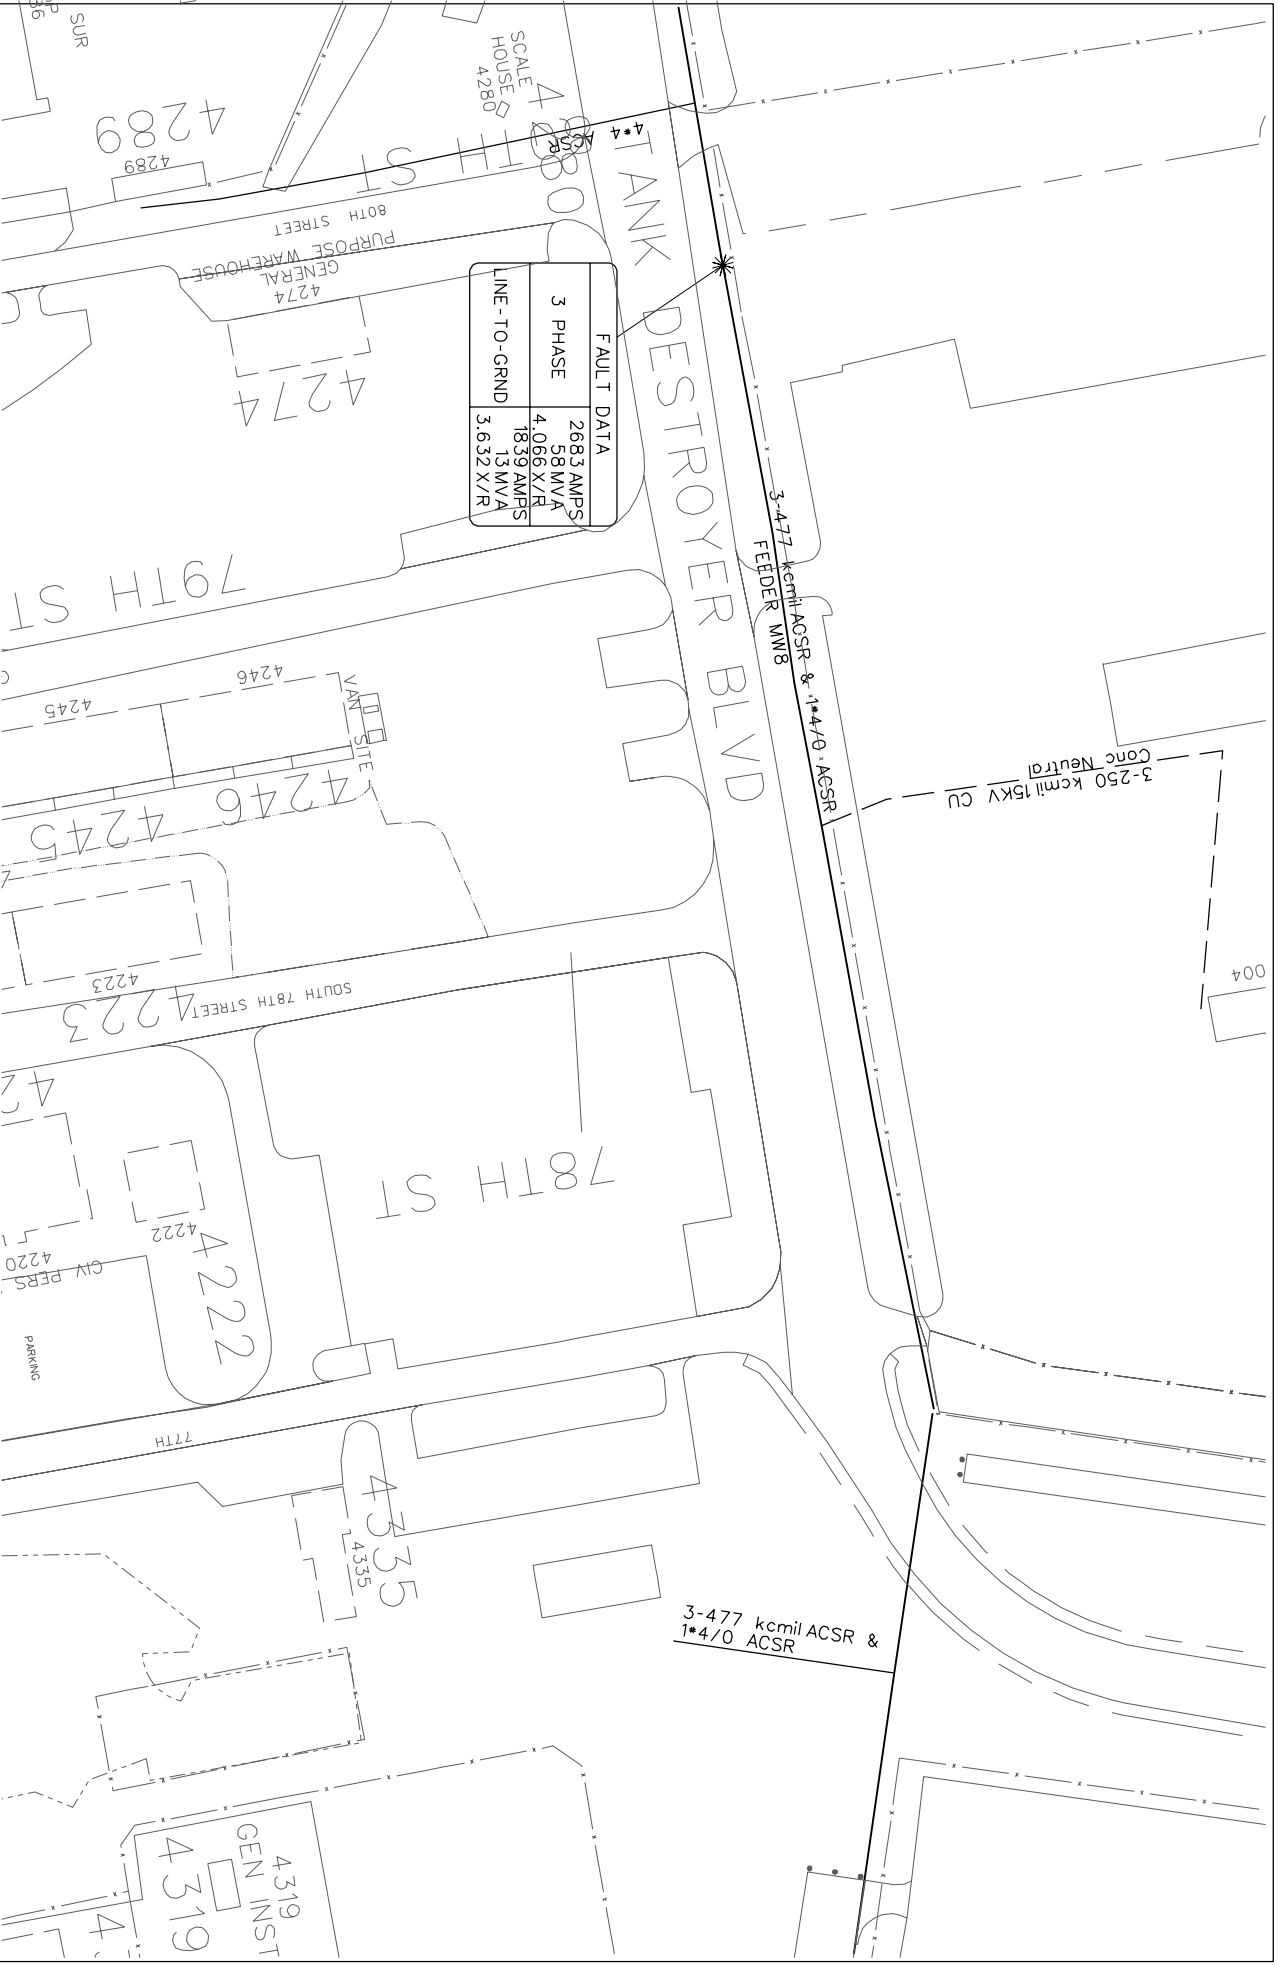 SUR
SCALE
HOUSE
4280
4280
4289
4289
80TH ST
4#4
ACSR
TANK DESTROYER BLVD
80TH STREET
4274
GENERAL
PURPOSE WAREHOUSE
4274
FAULT DATA
3 PHASE
2683 AMPS
58 MVA
4.066 X/R
LINE-TO-GRND
1839 AMPS
13 MVA
3.632 X/R
3-477 kcmil ACSR & 1#4/0 ACSR
FEEDER MW8
79TH ST
4246
4245
VAN SITE
4246
4245
3-250 kcmil 15KV CU
Conc Neutral
004
4223
4223
SOUTH 78TH STREET
78TH ST
4222
4222
4220
CIV PERS
PARKING
77TH
4335
4335
3-477 kcmil ACSR &
1#4/0 ACSR
4319
GEN INST
4319